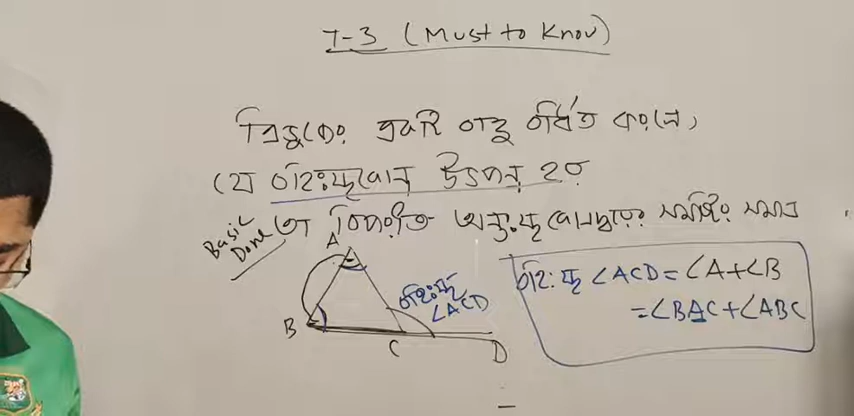 T-3 (Must to Know)
ত্রিভুজের একটি বাহু বর্ধিত করলে,
যে বহিঃস্থকোণ উৎপন্ন হয়
তা বিপরীত অন্তঃস্থ কোণদ্বয়ের সমষ্টির সমান
Basic
Done
A
B
C
D
বহিঃস্থ
∠ACD
বহিঃস্থ ∠ACD = ∠A+∠B
=∠BAC+∠ABC